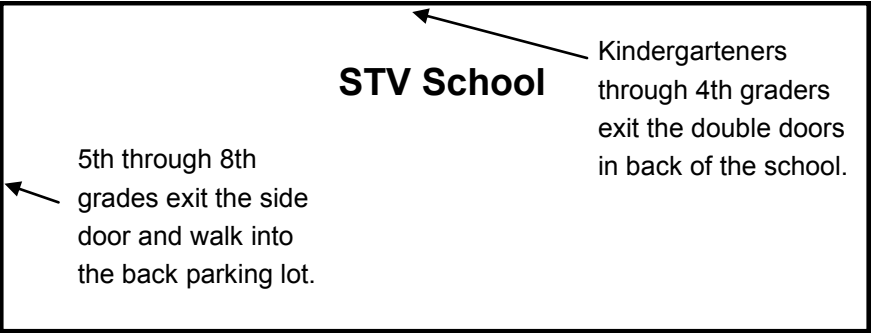 STV School
Kindergarteners
through 4th graders
exit the double doors
in back of the school.
5th through 8th
grades exit the side
door and walk into
the back parking lot.